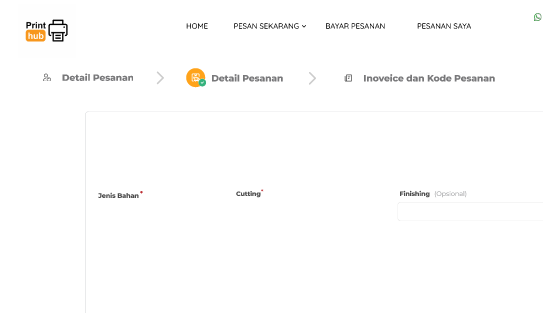 Print
hub
HOME PESAN SEKARANG BAYAR PESANAN PESANAN SAYA
Detail Pesanan Detail Pesanan Inoveice dan Kode Pesanan
Jenis Bahan* Cutting* Finishing (Opsional)